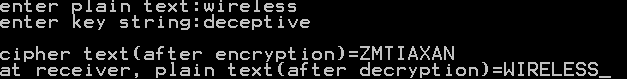 enter plain text:wireless
enter key string:deceptive
cipher text(after encryption)=ZMTIAXAN
at receiver, plain text(after decryption)=WIRELESS_